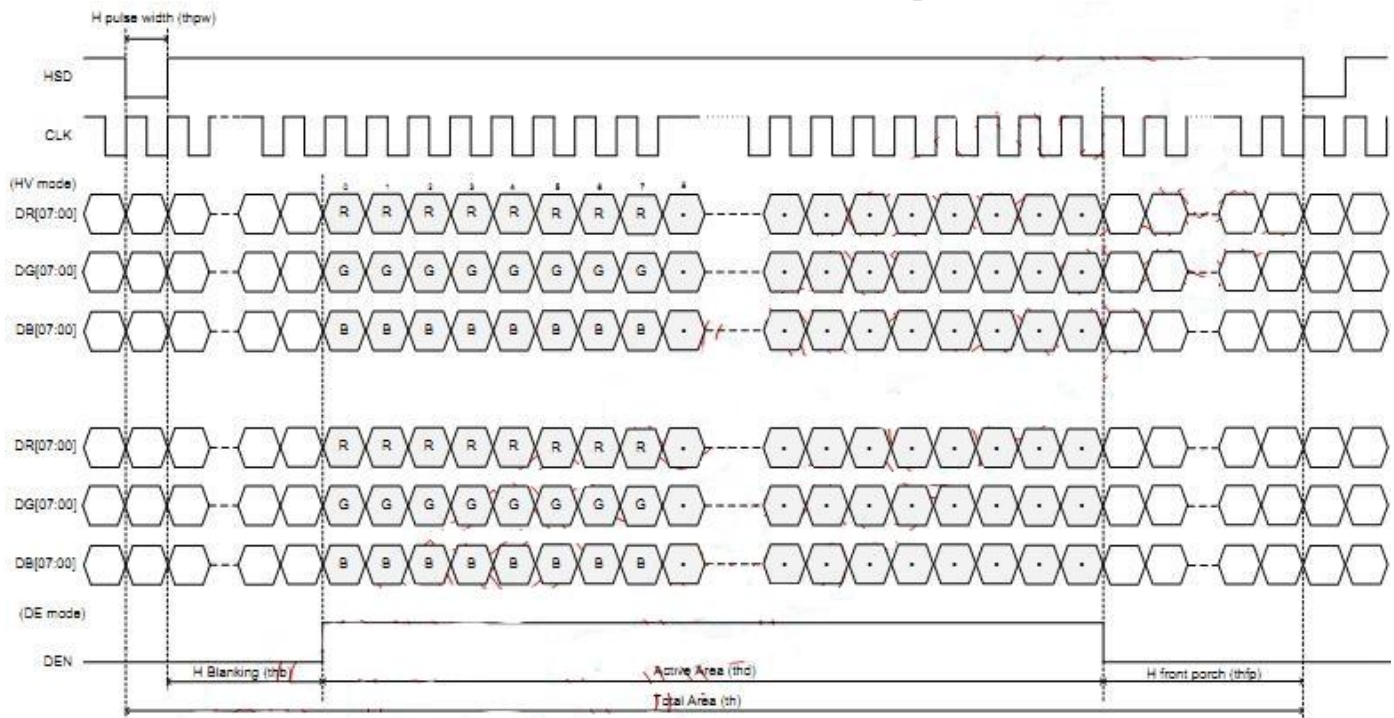 H pulse width (thpw)
HSD
CLK
(HV mode)
0 1 2 3 4 5 6 7 8
DR[07:00] R R R R R R R R
DG[07:00] G G G G G G G G
DB[07:00] B B B B B B B B
DR[07:00] R R R R R R R R
DG[07:00] G G G G G G G G
DB[07:00] B B B B B B B B
(DE mode)
DEN
H Blanking (thb) Active Area (thd) H front porch (thfp)
Total Area (th)